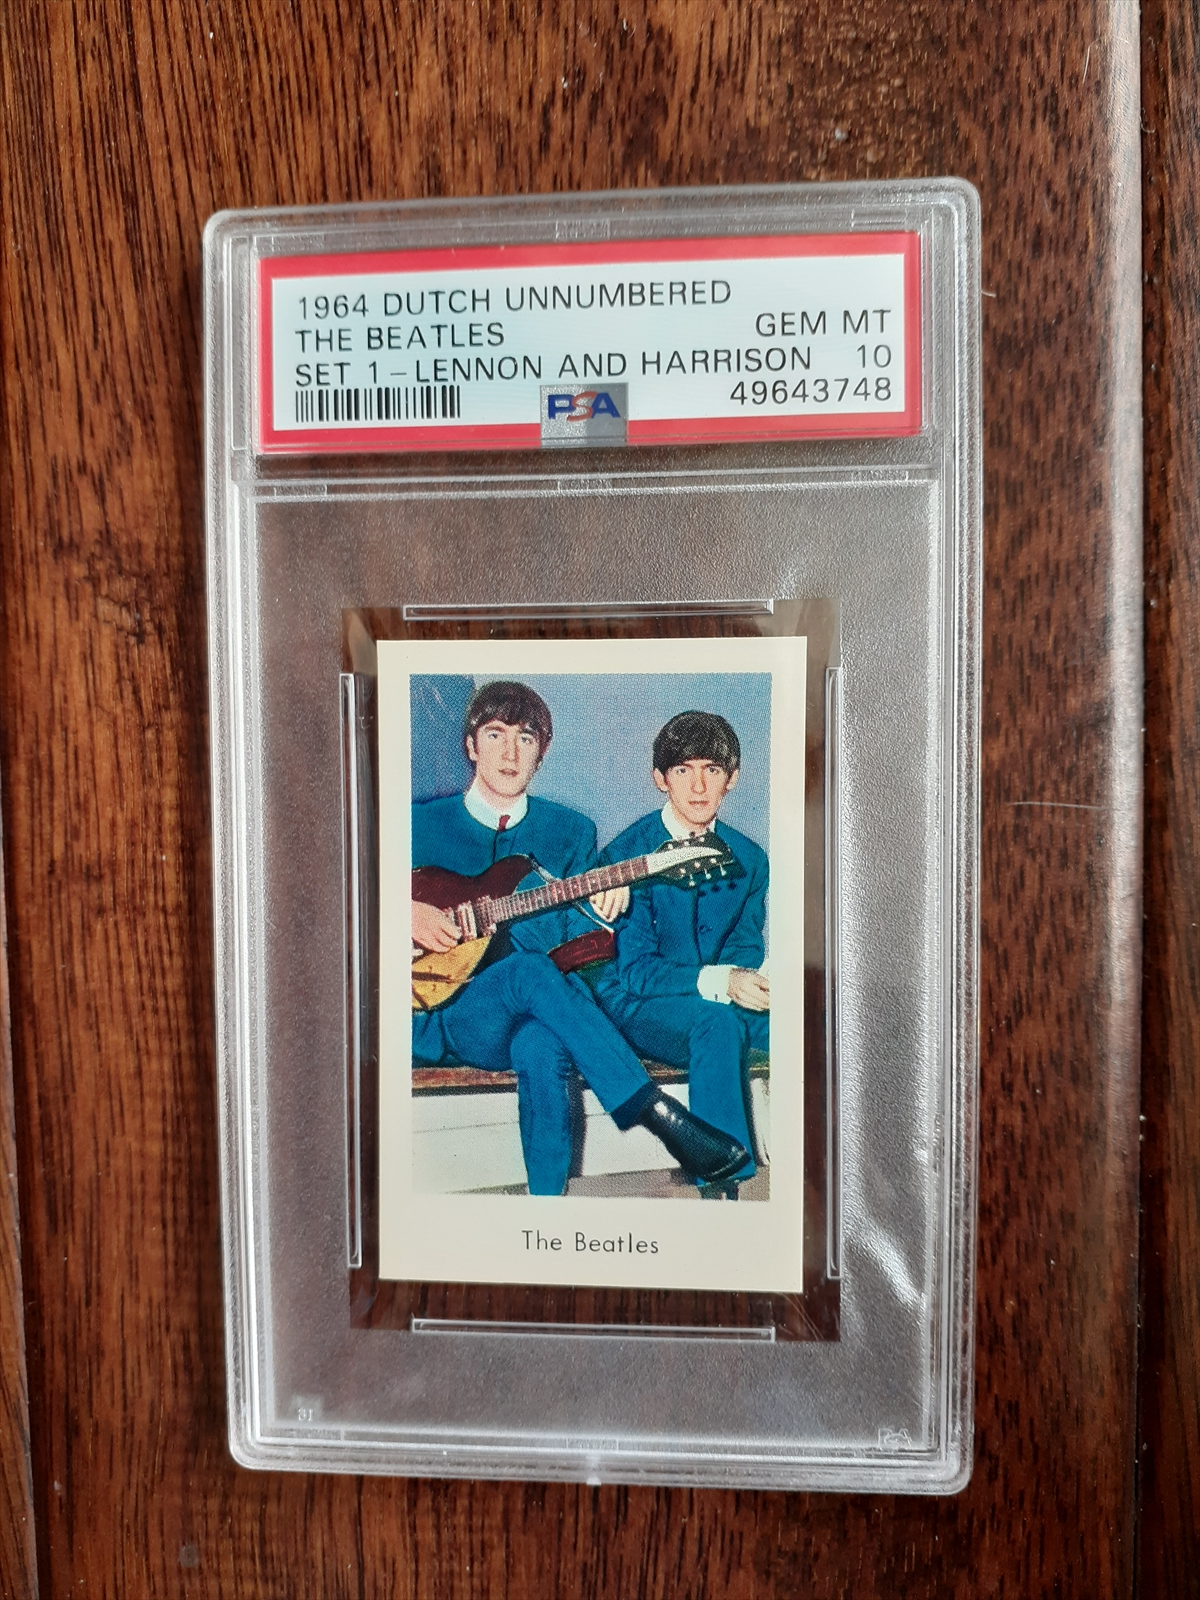 1964 DUTCH UNNUMBERED
THE BEATLES GEM MT
SET 1 – LENNON AND HARRISON 10
PSA 49643748
The Beatles